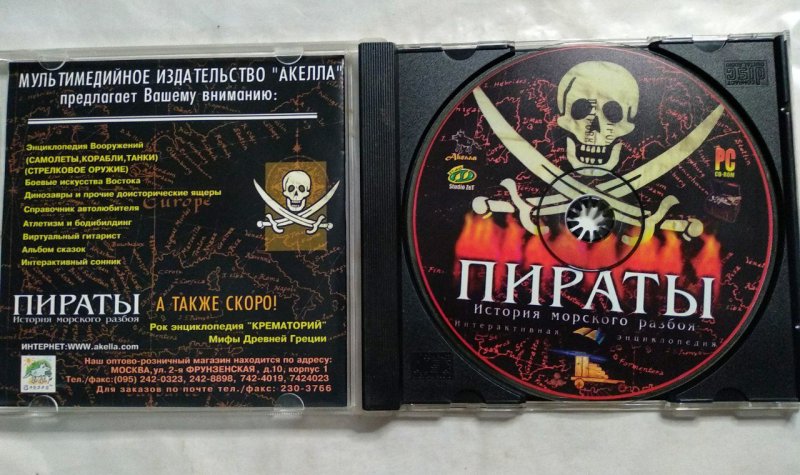 МУЛЬТИМЕДИЙНОЕ ИЗДАТЕЛЬСТВО "АКЕЛЛА"
предлагает Вашему вниманию:
Энциклопедия Вооружений
(САМОЛЕТЫ,КОРАБЛИ,ТАНКИ)
(СТРЕЛКОВОЕ ОРУЖИЕ)
Боевые искусства Востока
Динозавры и прочие доисторические ящеры
Справочник автолюбителя
Атлетизм и бодибилдинг
Виртуальный гитарист
Альбом сказок
Интерактивный сонник
Europe
ПИРАТЫ
История морского разбоя
А ТАКЖЕ СКОРО!
Рок энциклопедия "КРЕМАТОРИЙ"
Мифы Древней Греции
ИНТЕРНЕТ:WWW.akella.com
Наш оптово-розничный магазин находится по адресу:
МОСКВА,ул. 2-я ФРУНЗЕНСКАЯ, д.10, корпус 1
Тел./факс:(095) 242-0323, 242-8898, 742-4019, 7424023
Для заказов по почте тел./факс: 230-3766
Akella
Studio ToT
PC
CD-ROM
ПИРАТЫ
История морского разбоя
Интерактивная энциклопедия